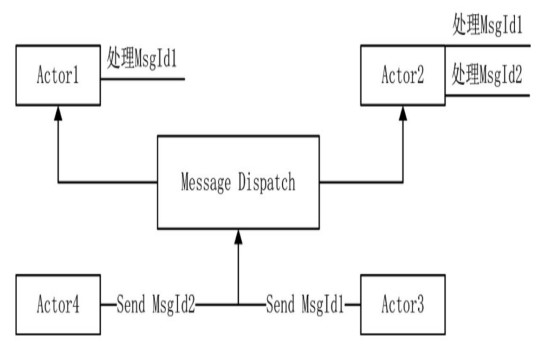 处理MsgId1
处理MsgId1
Actor1
Actor2
处理MsgId2
Message Dispatch
Actor4
Send MsgId2
Send MsgId1
Actor3